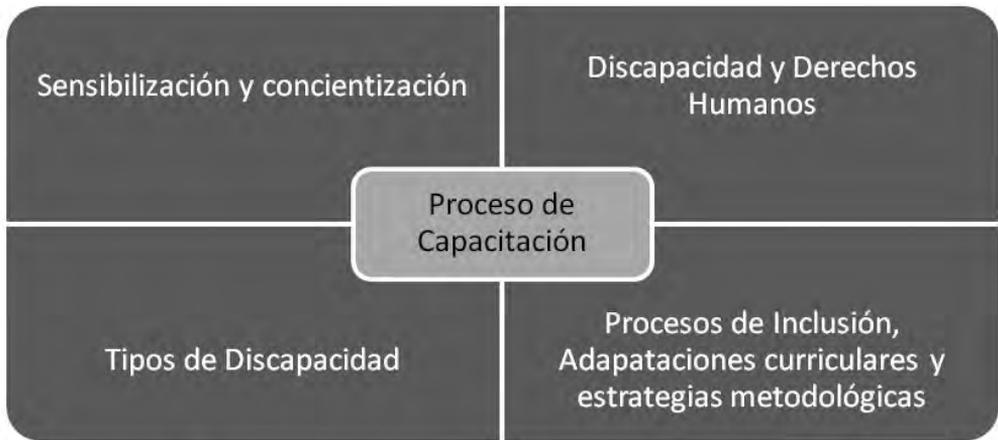 Sensibilización y concientización
Discapacidad y Derechos
Humanos
Proceso de
Capacitación
Tipos de Discapacidad
Procesos de Inclusión,
Adapataciones curriculares y
estrategias metodológicas